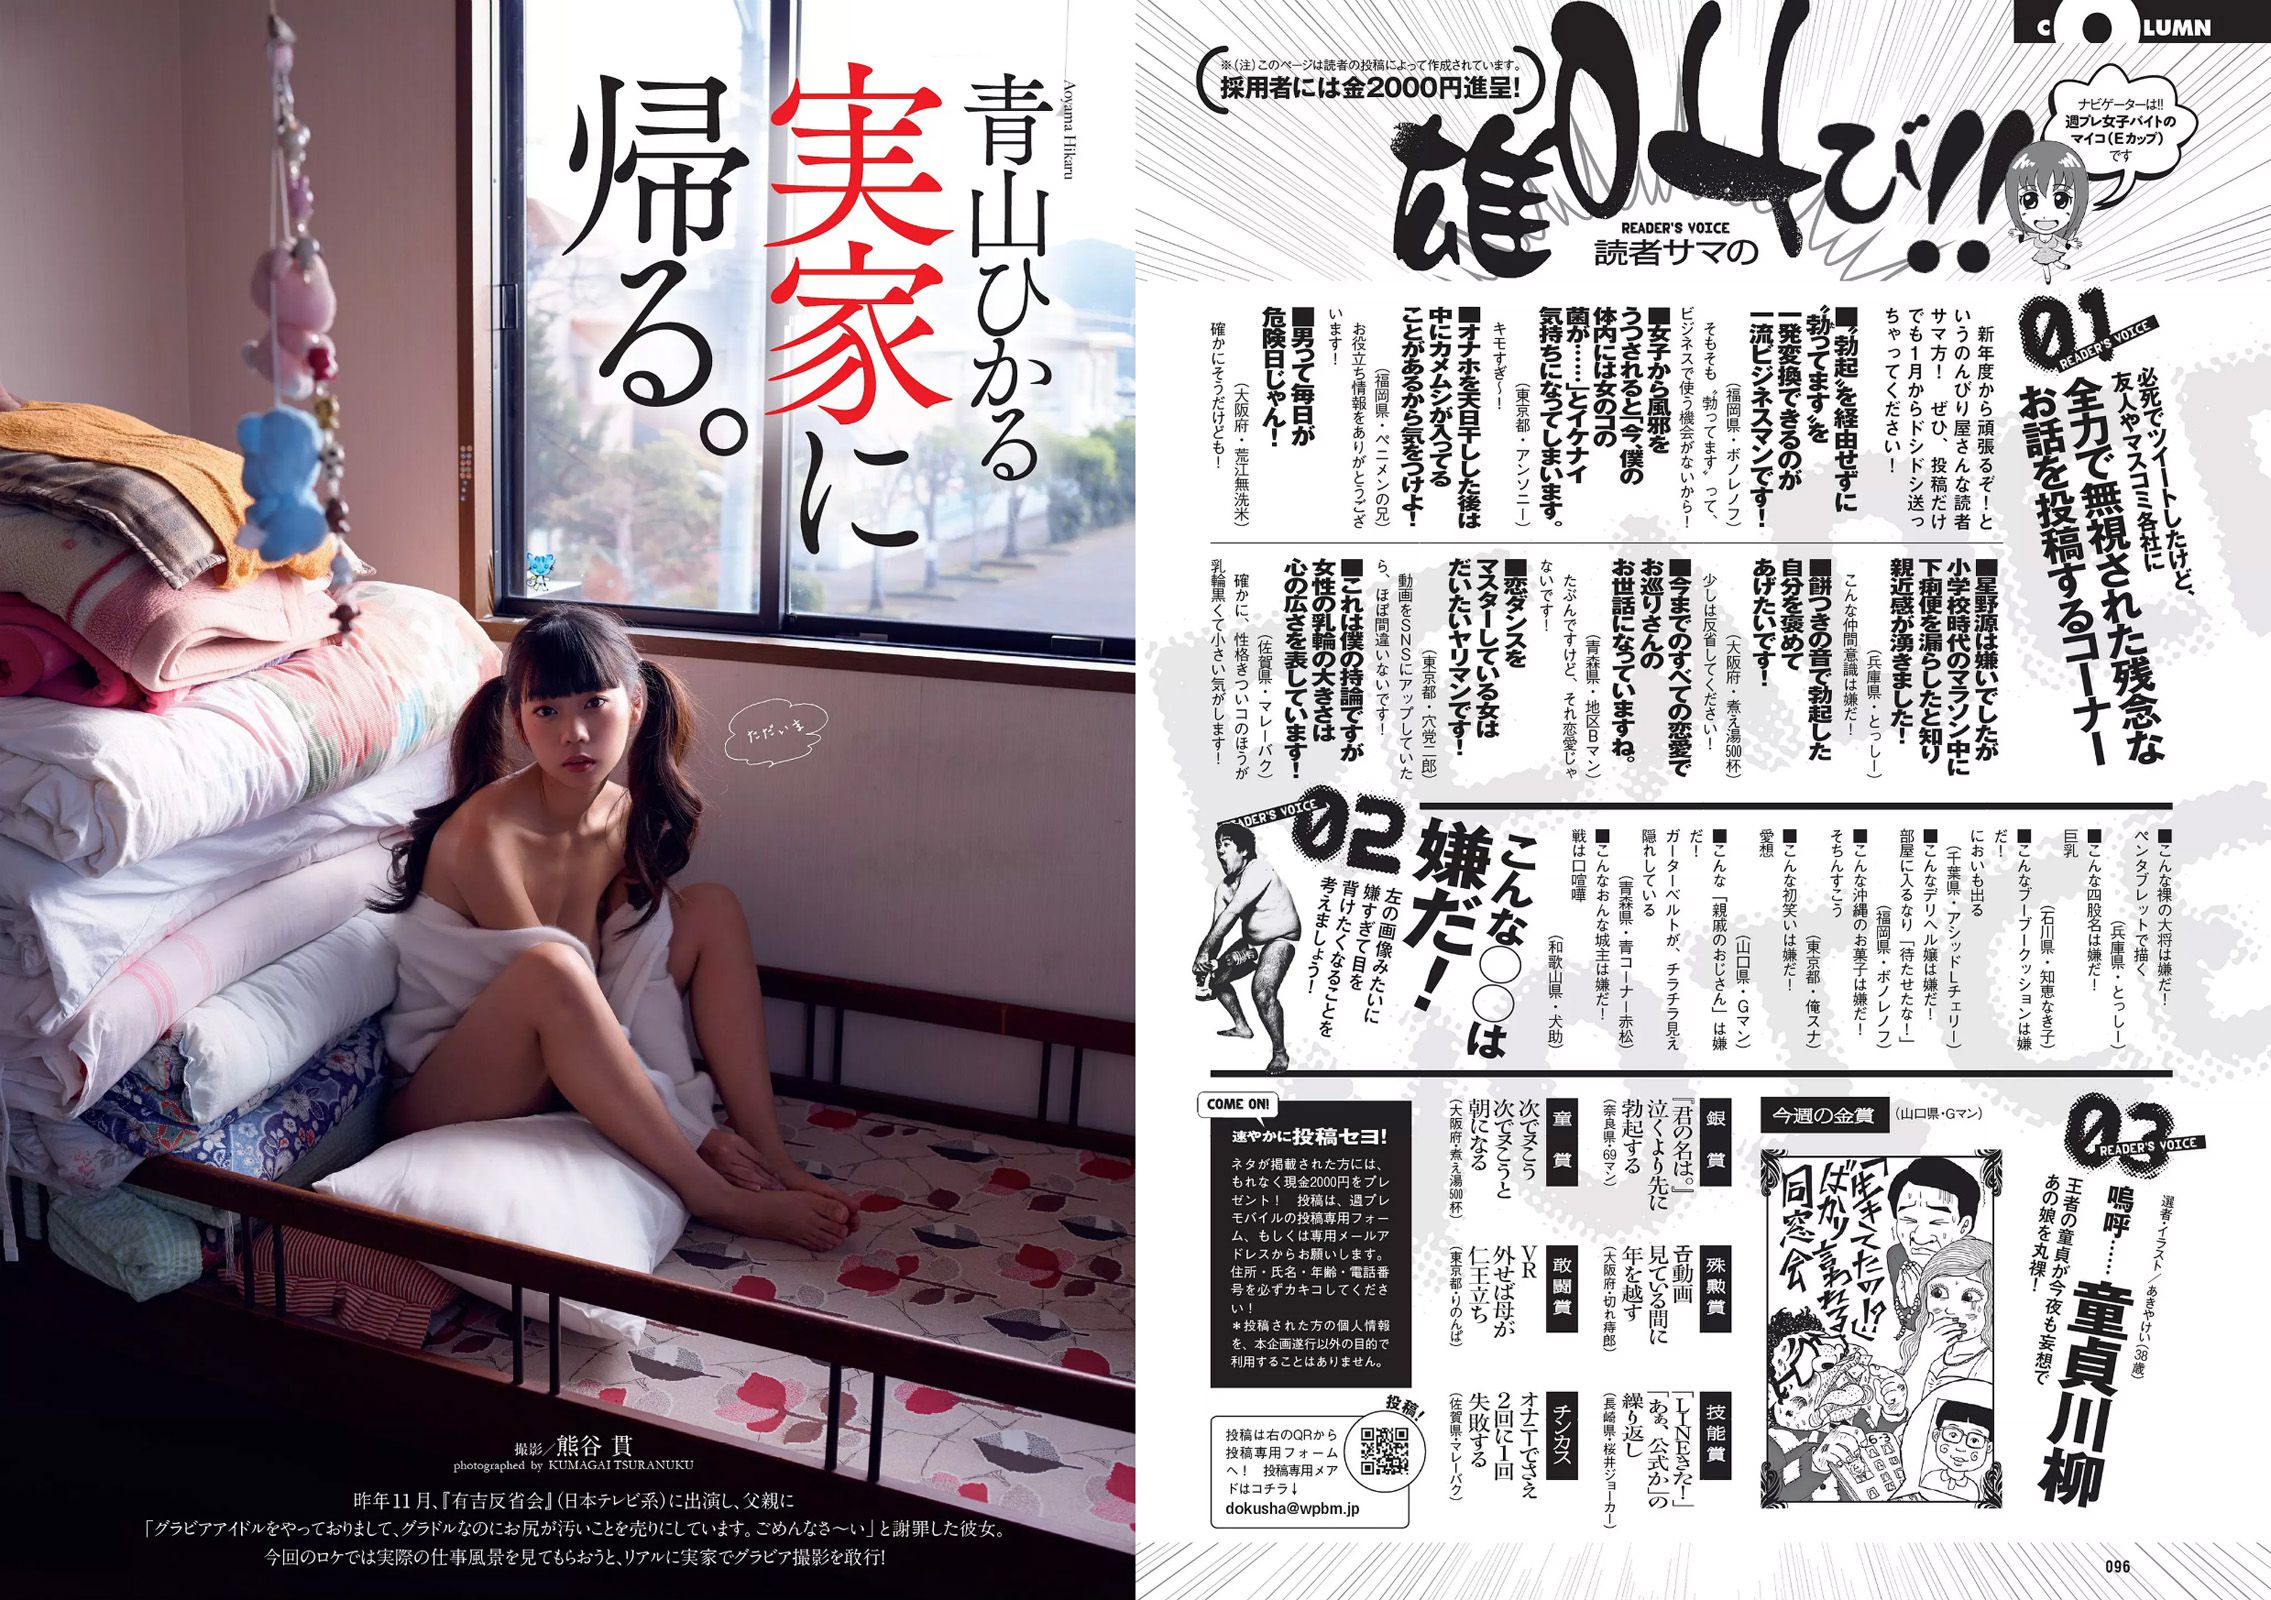 青山ひかる
Aoyama Hikaru
実家に
帰る。
ただいま
撮影／熊谷 貫
photographed by KUMAGAI TSURANUKU
昨年11月、『有吉反省会』(日本テレビ系)に出演し、父親に
「グラビアアイドルをやっておりまして、グラドルなのにお尻が汚いことを売りにしています。ごめんなさ〜い」と謝罪した彼女。
今回のロケでは実際の仕事風景を見てもらおうと、リアルに実家でグラビア撮影を敢行!
COLUMN
※(注)このページは読者の投稿によって作成されています。
採用者には金2000円進呈!
READER'S VOICE
読者サマの
雄叫び!!
ナビゲーターは!!
週プレ女子バイトの
マイコ(Eカップ)
です
01
READER'S VOICE
必死でツイートしたけど、
友人やマスコミ各社に
全力で無視された残念な
お話を投稿するコーナー
新年度から頑張るぞ！と
いうのんびり屋さんな読者
サマ方！　ぜひ、投稿だけ
でも1月からドシドシ送っ
ちゃってください！
■“勃起”を経由せずに
“勃ってます”を
一発変換できるのが
一流ビジネスマンです！
(福岡県・ボノレノフ)
そもそも“勃ってます”って、
ビジネスで使う機会がないから！
■女子から風邪を
うつされると「今、僕の
体内には女のコの
菌が……」とイケナイ
気持ちになってしまいます。
(東京都・アンソニー)
キモすぎ〜！
■オナホを天日干しした後は
中にカメムシが入ってる
ことがあるから気をつけよ！
(福岡県・ペニメンの兄)
お役立ち情報をありがとうござ
います！
■男って毎日が
危険日じゃん！
(大阪府・荒江無洗米)
確かにそうだけども！
■星野源は嫌いでしたが
小学校時代のマラソン中に
下痢便を漏らしたと知り
親近感が湧きました！
(兵庫県・とっしー)
こんな仲間意識は嫌だ！
■餅つきの音で勃起した
自分を褒めて
あげたいです！
(大阪府・煮え湯500杯)
少しは反省してください！
■今までのすべての恋愛で
お巡りさんの
お世話になっていますね。
(青森県・地区Bマン)
たぶんですけど、それ恋愛じゃ
ないです！
■恋ダンスを
マスターしている女は
だいたいヤリマンです！
(東京都・穴党二郎)
動画をSNSにアップしていた
ら、ほぼ間違いないです！
■これは僕の持論ですが
女性の乳輪の大きさは
心の広さを表しています！
(佐賀県・マレーバク)
確かに、性格きついコのほうが
乳輪黒くて小さい気がします！
02
READER'S VOICE
こんな○○は
嫌だ！
左の画像みたいに
嫌すぎて目を
背けたくなることを
考えましょう！
■こんな裸の大将は嫌だ！
ペンタブレットで描く
(兵庫県・とっしー)
■こんな四股名は嫌だ！
巨乳
(石川県・知恵なき子)
■こんなブーブークッションは嫌
だ！
においも出る
(千葉県・アシッドLチェリー)
■こんなデリヘル嬢は嫌だ！
部屋に入るなり「待たせたな！」
(福岡県・ボノレノフ)
■こんな沖縄のお菓子は嫌だ！
そちんすこう
(東京都・俺スナ)
■こんな初笑いは嫌だ！
愛想
(山口県・Gマン)
■こんな「親戚のおじさん」は嫌
だ！
ガーターベルトが、チラチラ見え
隠れしている
(青森県・青コーナー赤松)
■こんなおんな城主は嫌だ！
戦は口喧嘩
(和歌山県・犬助)
03
READER'S VOICE
選者・イラスト／あきやけい(38歳)
嗚呼……童貞川柳
王者の童貞が今夜も妄想で
あの娘を丸裸！
今週の金賞
(山口県・Gマン)
「生きてたの!?」
ばかり言われる
同窓会
6-3
銀賞
『君の名は。』
泣くより先に
勃起する
(奈良県・69マン)
殊勲賞
エロ動画
見ている間に
年を越す
(大阪府・切れ痔郎)
技能賞
「LINEきた！」
「あぁ、公式か」の
繰り返し
(長崎県・桜井ジョーカー)
童賞
次でヌこう
次でヌこうと
朝になる
(大阪府・煮え湯500杯)
敢闘賞
VR
外せば母が
仁王立ち
(東京都・りのんぱ)
チンカス
オナニーでさえ
2回に1回
失敗する
(佐賀県・マレーバク)
COME ON!
速やかに投稿セヨ！
ネタが掲載された方には、
もれなく現金2000円をプレ
ゼント！　投稿は、週プレ
モバイルの投稿専用フォー
ム、もしくは専用メールア
ドレスからお願いします。
住所・氏名・年齢・電話番
号を必ずカキコしてくださ
い！
＊投稿された方の個人情報
を、本企画遂行以外の目的で
利用することはありません。
投稿！
投稿は右のQRから
投稿専用フォーム
へ！　投稿専用メア
ドはコチラ↓
dokusha@wpbm.jp
096